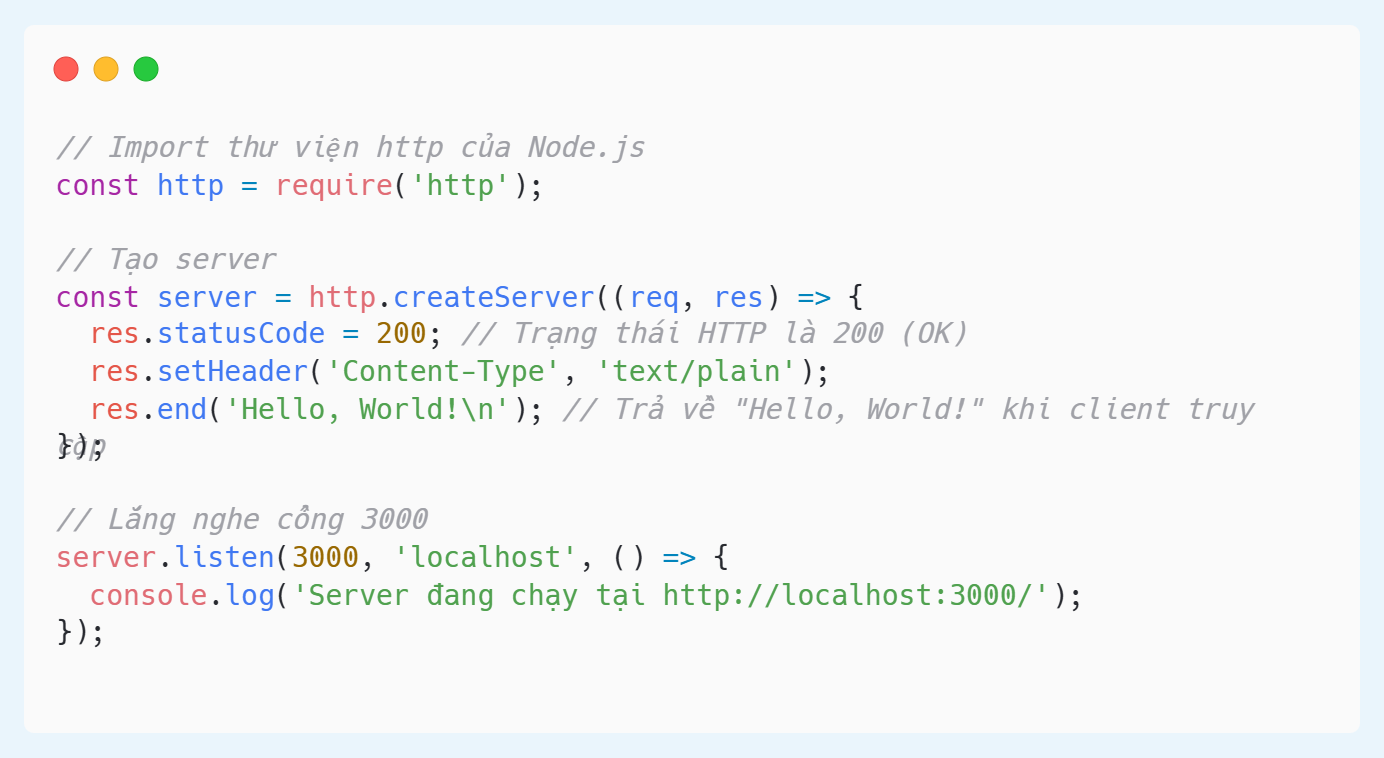 // Import thư viện http của Node.js
const http = require('http');
// Tạo server
const server = http.createServer((req, res) => {
  res.statusCode = 200; // Trạng thái HTTP là 200 (OK)
  res.setHeader('Content-Type', 'text/plain');
  res.end('Hello, World!\n'); // Trả về "Hello, World!" khi client truy
cập
});
// Lắng nghe cổng 3000
server.listen(3000, 'localhost', () => {
  console.log('Server đang chạy tại http://localhost:3000/');
});